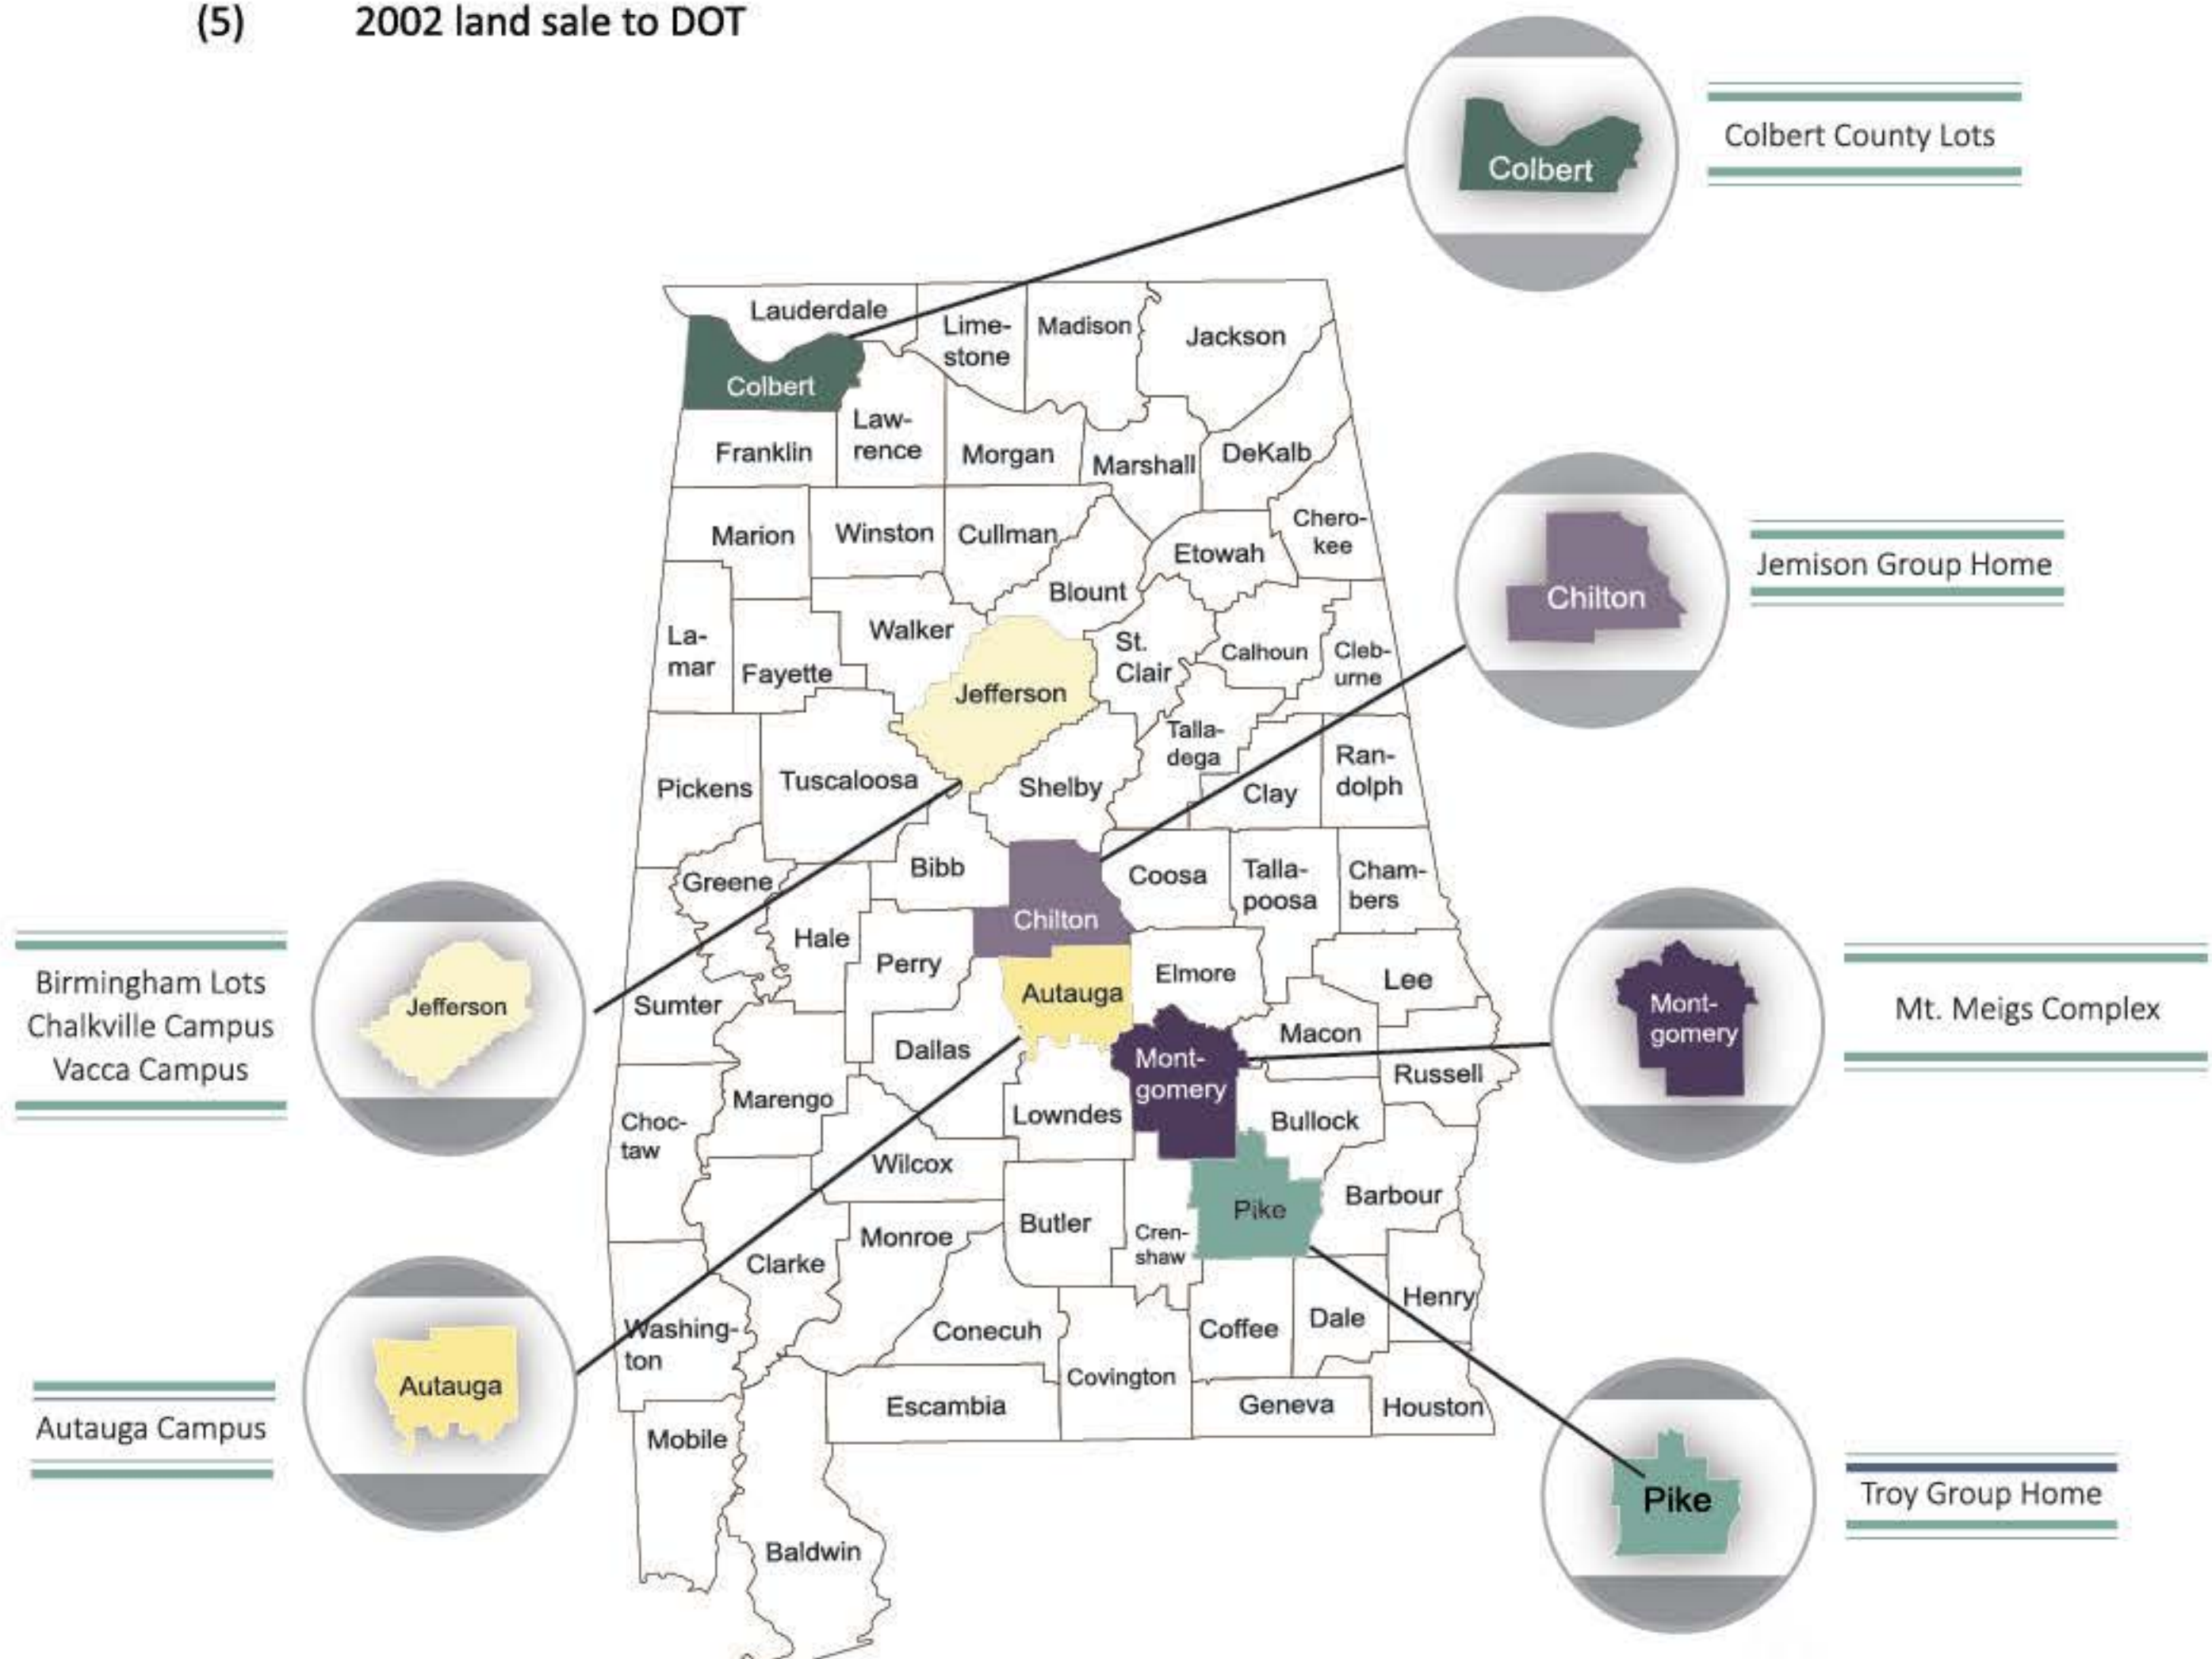 (5) 2002 land sale to DOT
Colbert
Colbert County Lots
Lauderdale
Lime-
stone
Madison
Jackson
Colbert
Law-
rence
Franklin
Morgan
Marshall
DeKalb
Chilton
Jemison Group Home
Marion
Winston
Cullman
Etowah
Chero-
kee
Blount
La-
mar
Fayette
Walker
Jefferson
St.
Clair
Calhoun
Cleb-
urne
Talla-
dega
Pickens
Tuscaloosa
Shelby
Clay
Ran-
dolph
Greene
Bibb
Coosa
Talla-
poosa
Cham-
bers
Chilton
Hale
Perry
Autauga
Elmore
Lee
Sumter
Birmingham Lots
Chalkville Campus
Vacca Campus
Jefferson
Mont-
gomery
Mt. Meigs Complex
Macon
Dallas
Mont-
gomery
Russell
Marengo
Choc-
taw
Lowndes
Bullock
Wilcox
Pike
Barbour
Butler
Monroe
Cren-
shaw
Clarke
Henry
Washing-
ton
Conecuh
Coffee
Dale
Covington
Escambia
Geneva
Houston
Autauga Campus
Autauga
Mobile
Pike
Troy Group Home
Baldwin